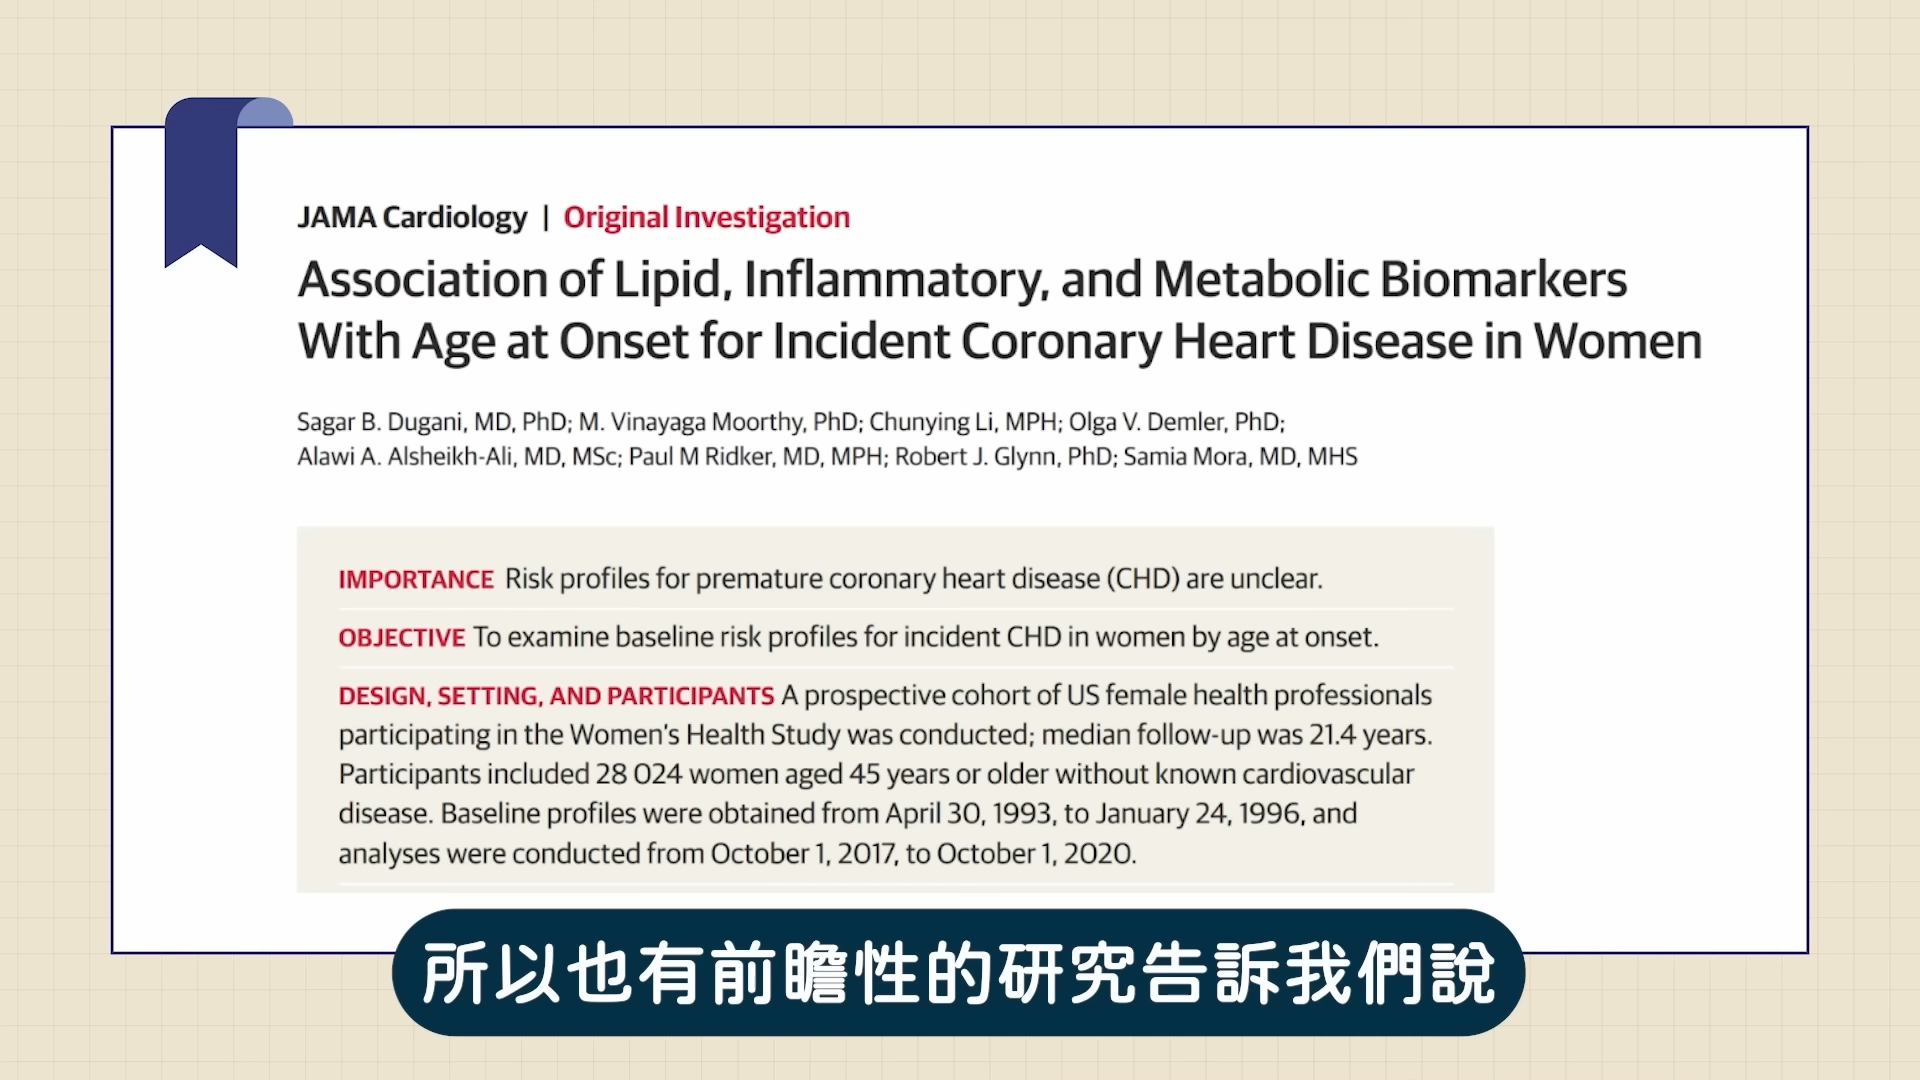 JAMA Cardiology | Original Investigation
Association of Lipid, Inflammatory, and Metabolic Biomarkers
With Age at Onset for Incident Coronary Heart Disease in Women
Sagar B. Dugani, MD, PhD; M. Vinayaga Moorthy, PhD; Chunying Li, MPH; Olga V. Demler, PhD;
Alawi A. Alsheikh-Ali, MD, MSc; Paul M Ridker, MD, MPH; Robert J. Glynn, PhD; Samia Mora, MD, MHS
IMPORTANCE Risk profiles for premature coronary heart disease (CHD) are unclear.
OBJECTIVE To examine baseline risk profiles for incident CHD in women by age at onset.
DESIGN, SETTING, AND PARTICIPANTS A prospective cohort of US female health professionals
participating in the Women's Health Study was conducted; median follow-up was 21.4 years.
Participants included 28 024 women aged 45 years or older without known cardiovascular
disease. Baseline profiles were obtained from April 30, 1993, to January 24, 1996, and
analyses were conducted from October 1, 2017, to October 1, 2020.
所以也有前瞻性的研究告訴我們說